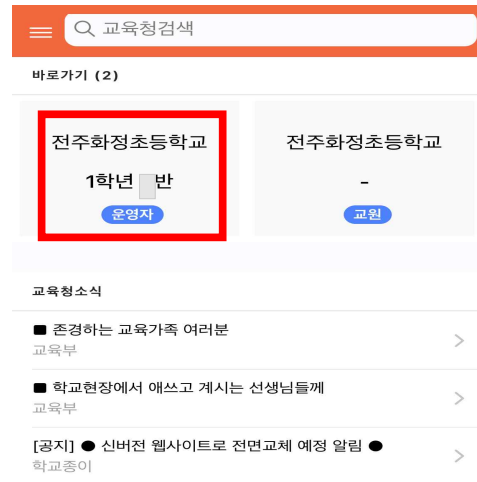 교육청검색
바로가기 (2)
전주화정초등학교
1학년 반
운영자
전주화정초등학교
-
교원
교육청소식
■ 존경하는 교육가족 여러분
교육부
■ 학교현장에서 애쓰고 계시는 선생님들께
교육부
[공지] ● 신버전 웹사이트로 전면교체 예정 알림 ●
학교종이